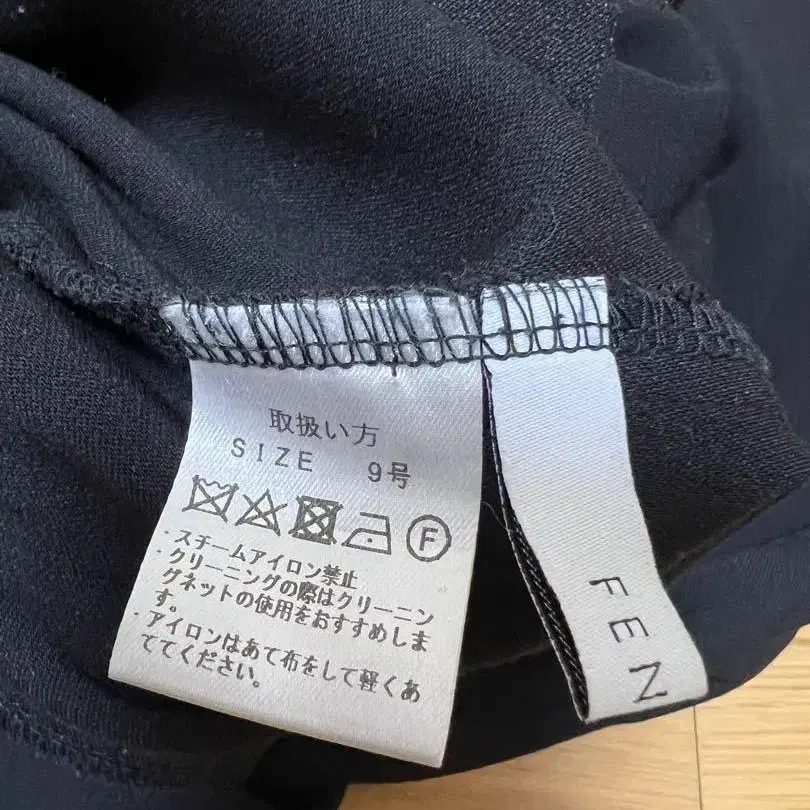 取扱い方
SIZE 9号
F
・スチームアイロン禁止
・クリーニングの際はクリーニン
グネットの使用をおすすめしま
す。
・アイロンはあて布をして軽くあ
ててください。
FEN